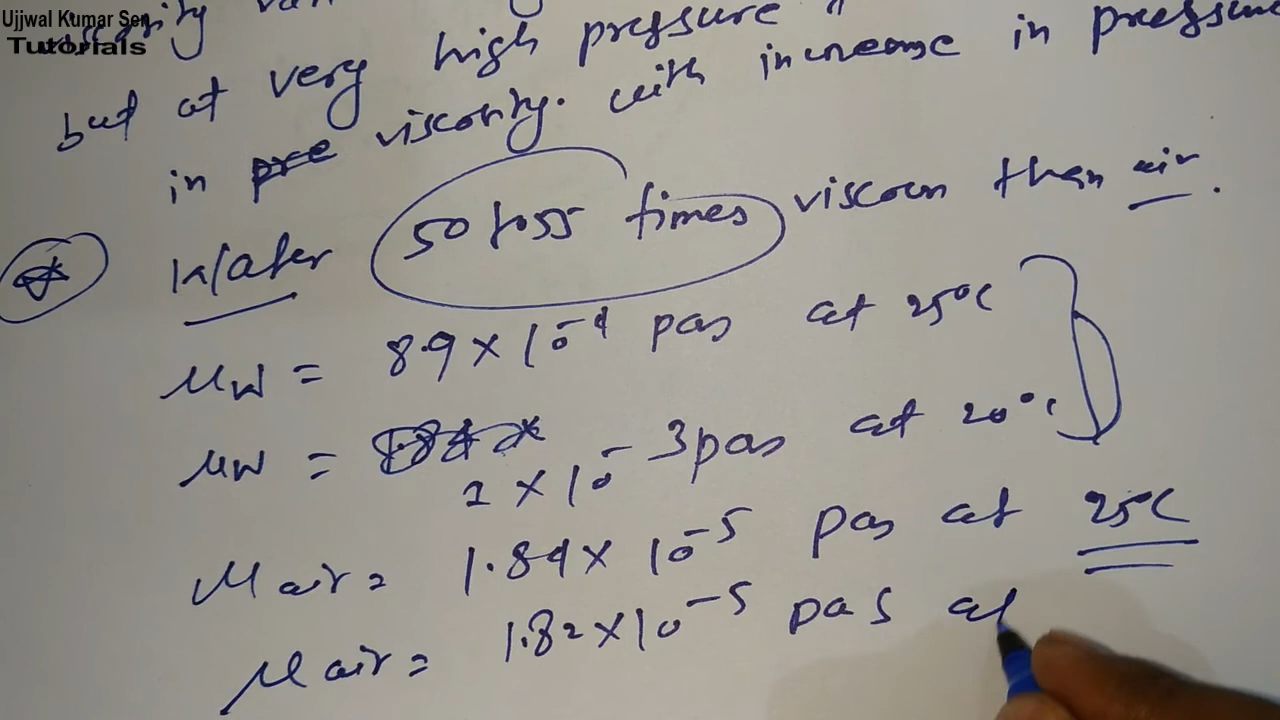 Ujjwal Kumar Sen
Tutorials
but at very high pressure "
in viscosity. with increase in pressure
Water 50 to 55 times viscous than air.
μw = 8.9 × 10⁻⁴ pas at 25°C
μw = 1 × 10⁻3 pas at 20°C
μair = 1.84 × 10⁻⁵ pas at 25°C
μair = 1.82 × 10⁻⁵ pas at